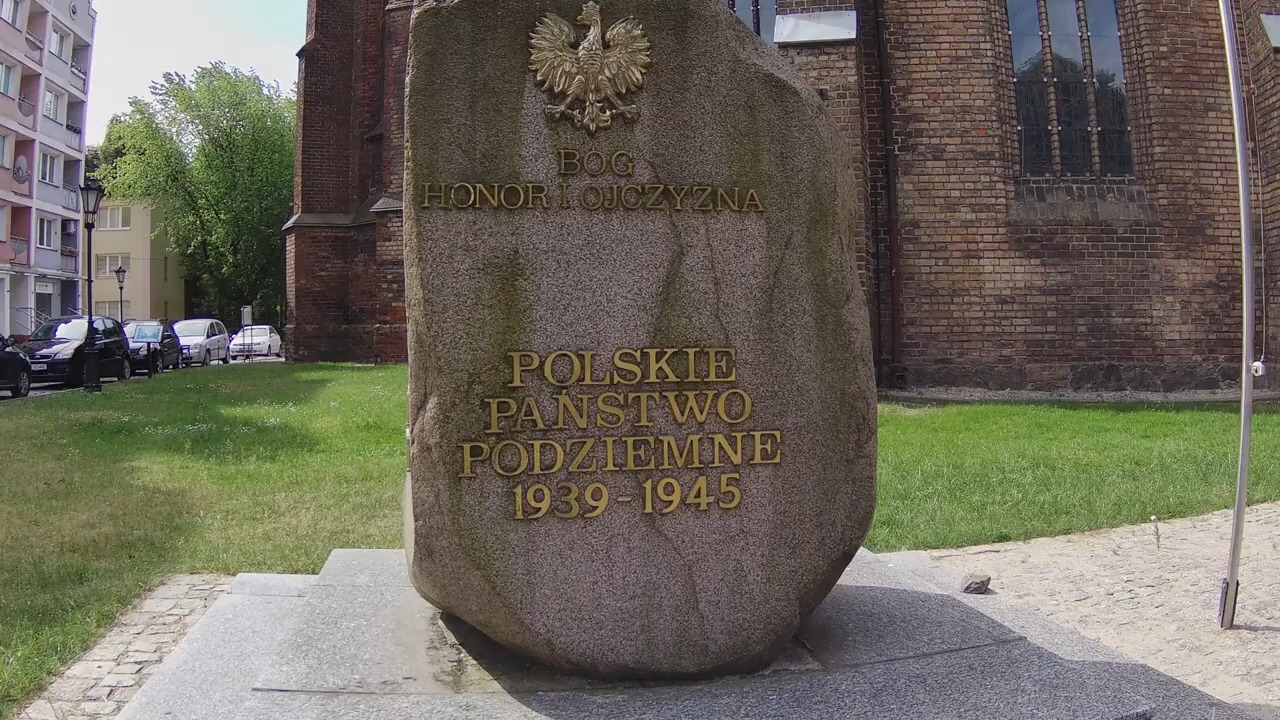 BÓG
HONOR I OJCZYZNA
POLSKIE
PAŃSTWO
PODZIEMNE
1939-1945